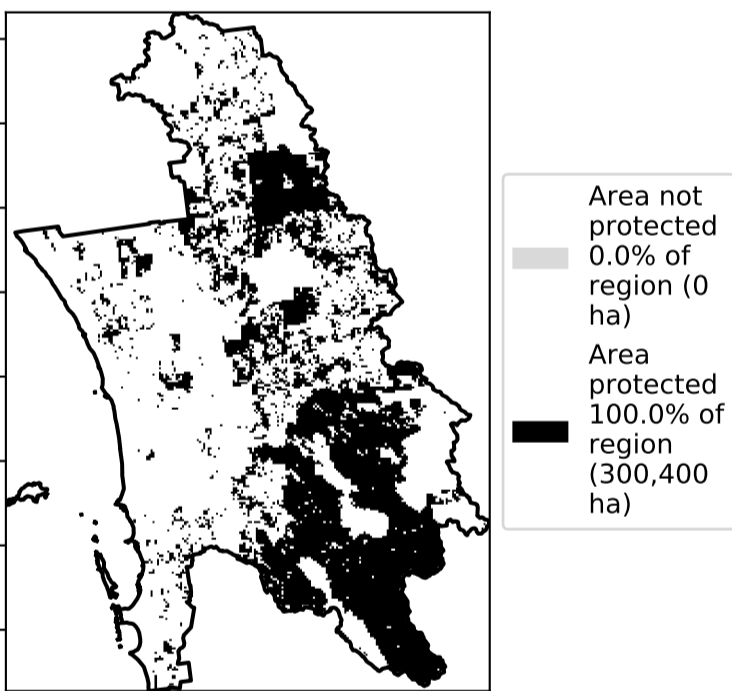 Area not
protected
0.0% of
region (0
ha)
Area
protected
100.0% of
region
(300,400
ha)